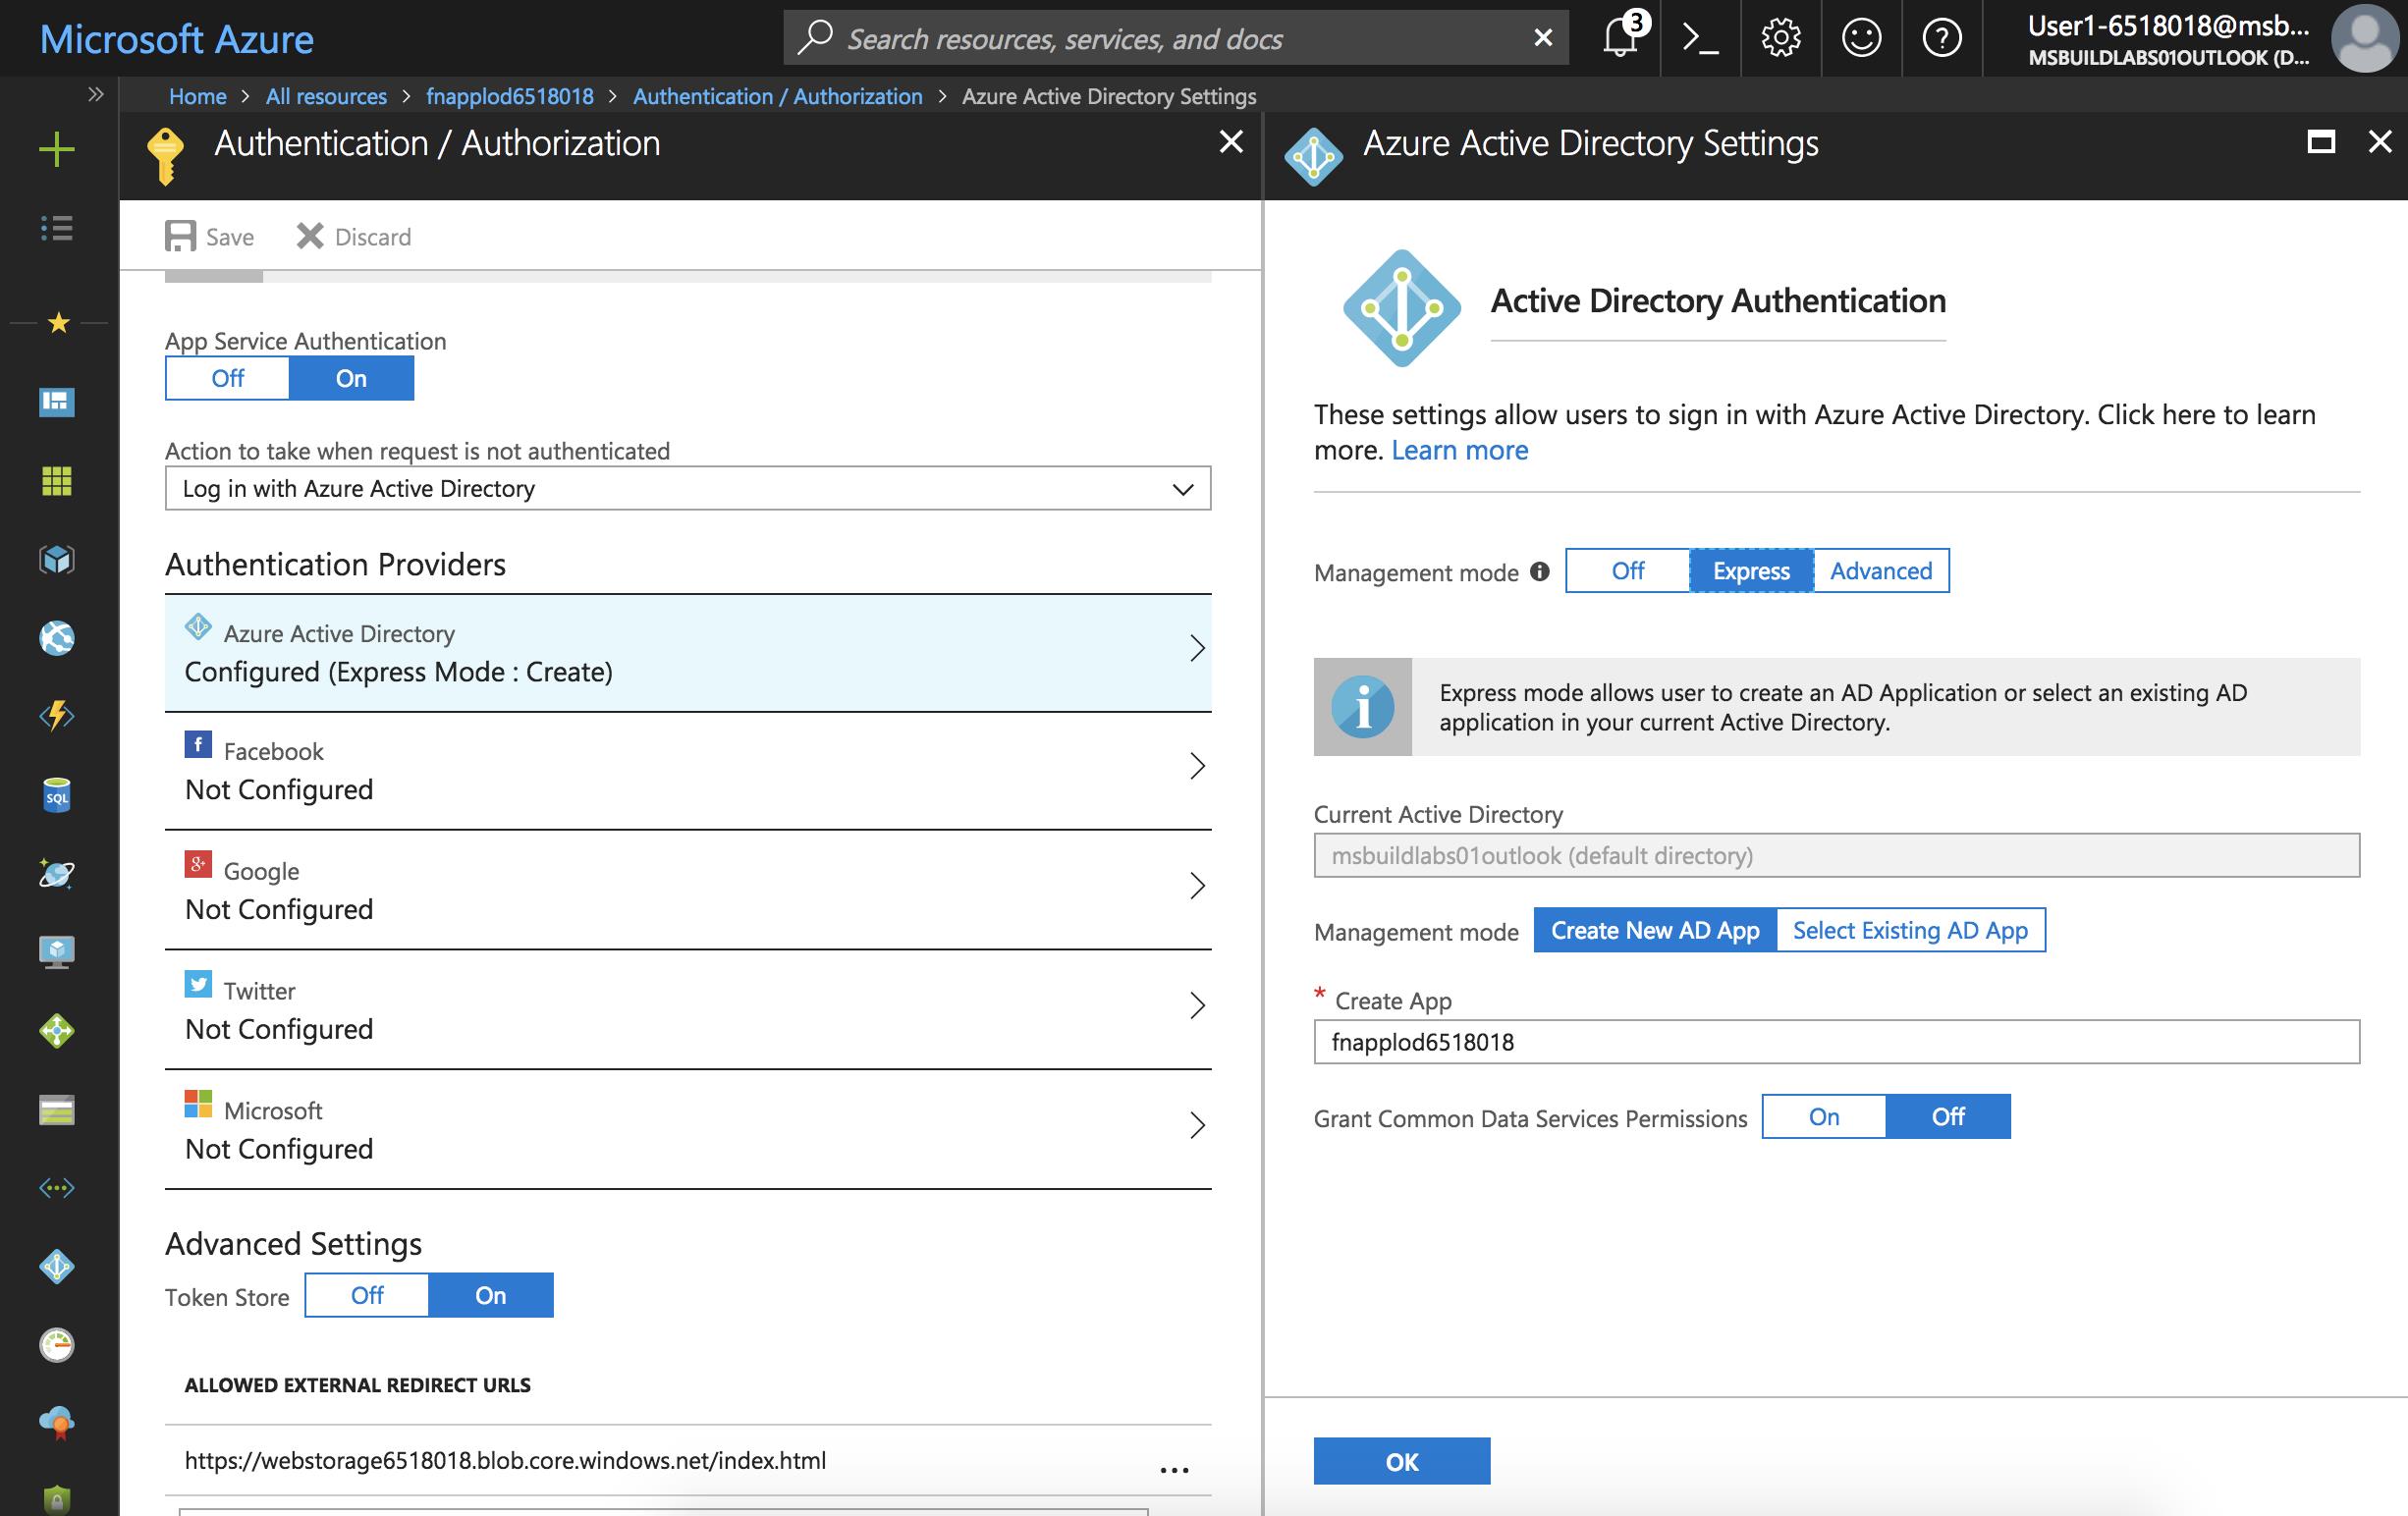 Microsoft Azure
Search resources, services, and docs
3
User1-6518018@msb...
MSBUILDLABS01OUTLOOK (D...
Home > All resources > fnapplod6518018 > Authentication / Authorization > Azure Active Directory Settings
Authentication / Authorization
Save
Discard
App Service Authentication
Off
On
Action to take when request is not authenticated
Log in with Azure Active Directory
Authentication Providers
Azure Active Directory
Configured (Express Mode : Create)
Facebook
Not Configured
Google
Not Configured
Twitter
Not Configured
Microsoft
Not Configured
Advanced Settings
Token Store
Off
On
ALLOWED EXTERNAL REDIRECT URLS
https://webstorage6518018.blob.core.windows.net/index.html
...
SQL
Azure Active Directory Settings
Active Directory Authentication
These settings allow users to sign in with Azure Active Directory. Click here to learn
more. Learn more
Management mode
Off
Express
Advanced
Express mode allows user to create an AD Application or select an existing AD
application in your current Active Directory.
Current Active Directory
msbuildlabs01outlook (default directory)
Management mode
Create New AD App
Select Existing AD App
* Create App
fnapplod6518018
Grant Common Data Services Permissions
On
Off
OK